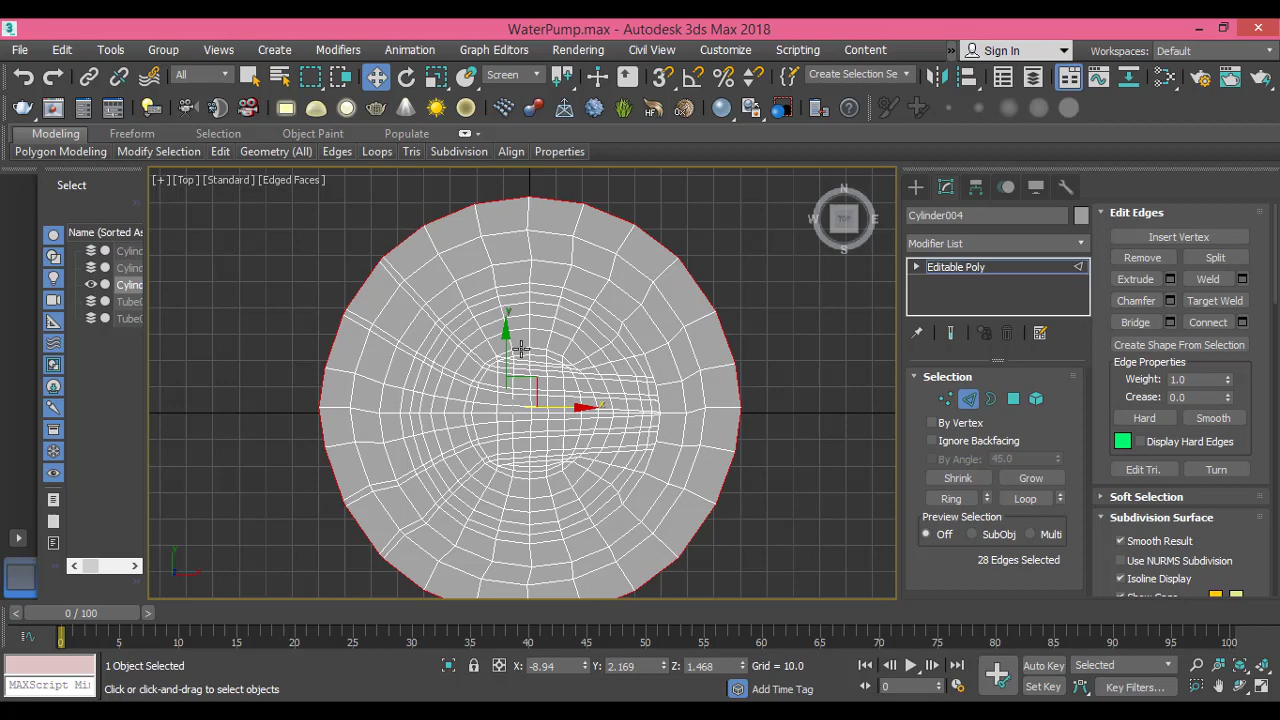 WaterPump.max - Autodesk 3ds Max 2018
File Edit Tools Group Views Create Modifiers Animation Graph Editors Rendering Civil View Customize Scripting Content Sign In Workspaces: Default
All Screen Create Selection Se
Modeling Freeform Selection Object Paint Populate
Polygon Modeling Modify Selection Edit Geometry (All) Edges Loops Tris Subdivision Align Properties
Select
Name (Sorted As
Cylind
Cylind
Cylind
Tube0
Tube0
[+] [Top] [Standard] [Edged Faces]
N
W TOP E
S
y
x
Cylinder004
Modifier List
Editable Poly
Selection
By Vertex
Ignore Backfacing
By Angle: 45.0
Shrink Grow
Ring Loop
Preview Selection
Off SubObj Multi
28 Edges Selected
Edit Edges
Insert Vertex
Remove Split
Extrude Weld
Chamfer Target Weld
Bridge Connect
Create Shape From Selection
Edge Properties
Weight: 1.0
Crease: 0.0
Hard Smooth
Display Hard Edges
Edit Tri. Turn
Soft Selection
Subdivision Surface
Smooth Result
Use NURMS Subdivision
Isoline Display
0 / 100
0 5 10 15 20 25 30 35 40 45 50 55 60 65 70 75 80 85 90 95 100
1 Object Selected X: -8.94 Y: 2.169 Z: 1.468 Grid = 10.0 Auto Key Selected
MAXScript Mi Click or click-and-drag to select objects Add Time Tag 0 Set Key Key Filters...